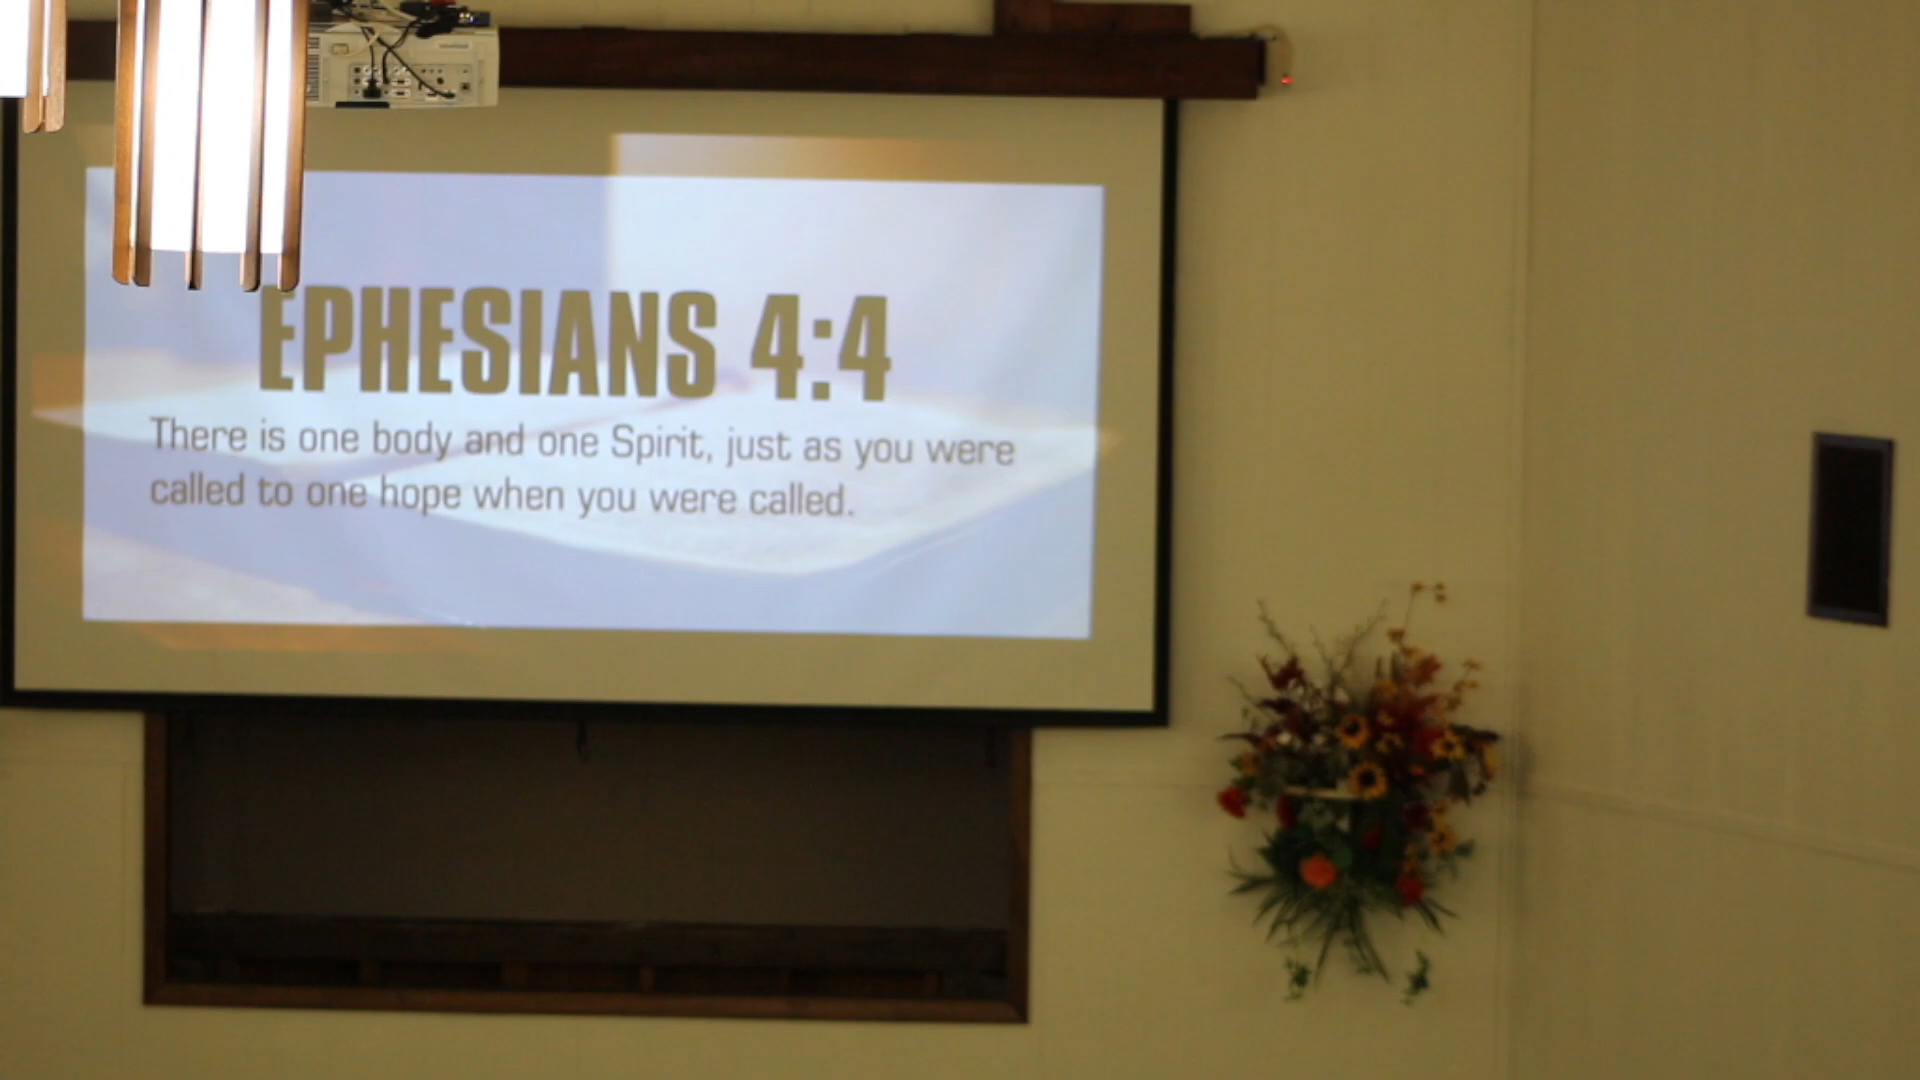 EPHESIANS 4:4
There is one body and one Spirit, just as you were
called to one hope when you were called.